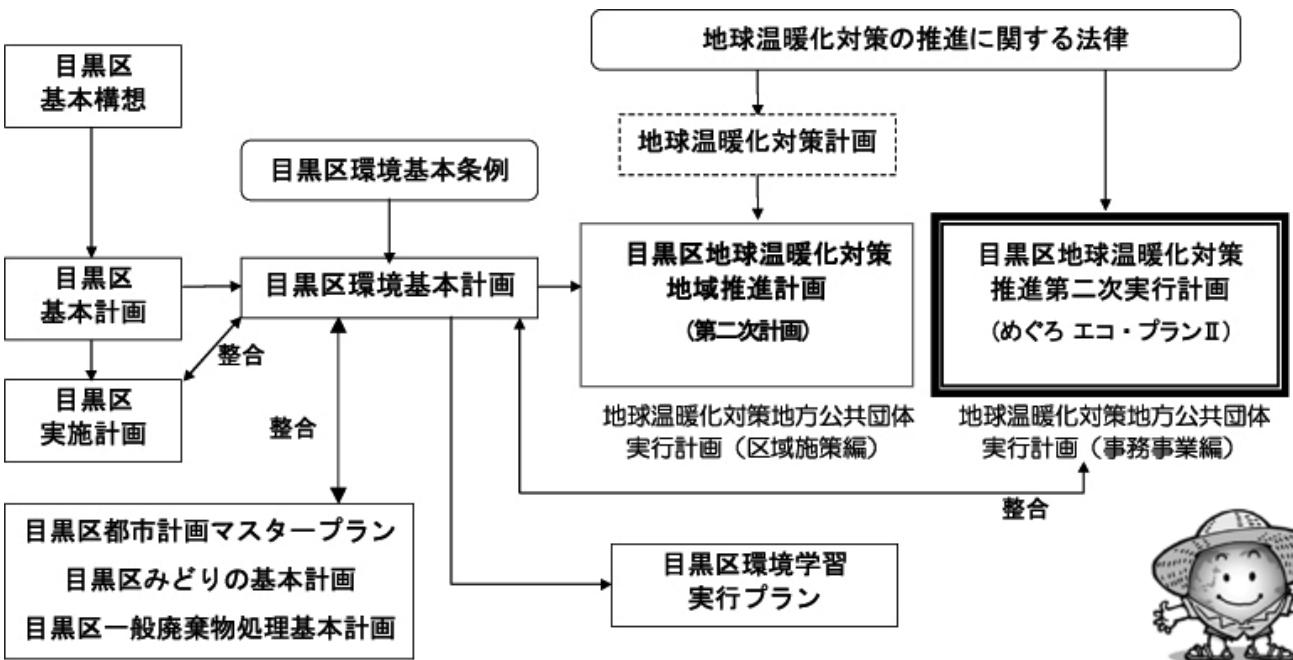 地球温暖化対策の推進に関する法律
目黒区
基本構想
地球温暖化対策計画
目黒区環境基本条例
目黒区
基本計画
目黒区環境基本計画
目黒区地球温暖化対策
地域推進計画
(第二次計画)
目黒区地球温暖化対策
推進第二次実行計画
(めぐろ エコ・プランⅡ)
整合
目黒区
実施計画
整合
地球温暖化対策地方公共団体
実行計画(区域施策編)
地球温暖化対策地方公共団体
実行計画(事務事業編)
整合
目黒区都市計画マスタープラン
目黒区みどりの基本計画
目黒区一般廃棄物処理基本計画
目黒区環境学習
実行プラン